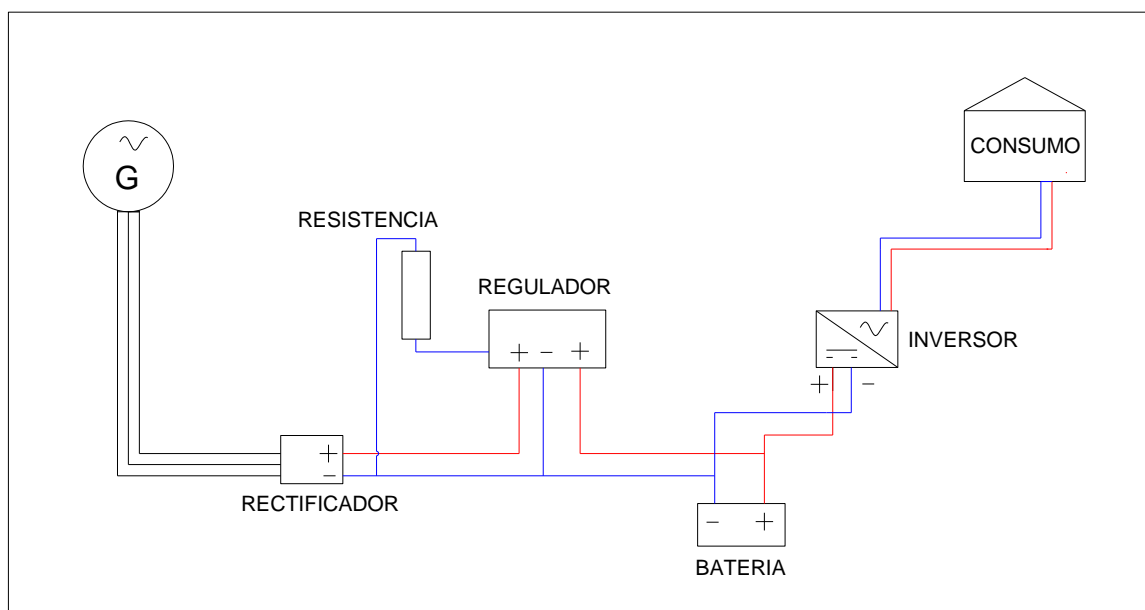 CONSUMO
G
RESISTENCIA
REGULADOR
+ − +
INVERSOR
+ −
+
−
RECTIFICADOR
− +
BATERIA